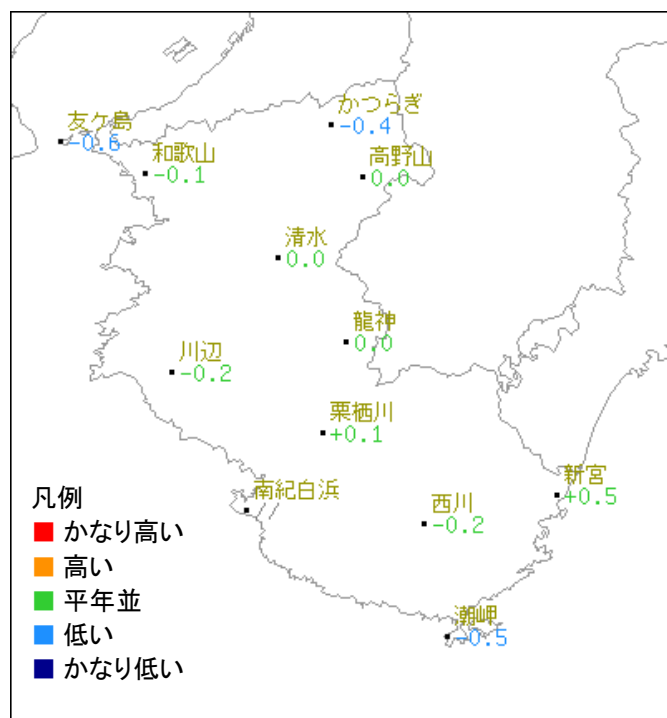 かつらぎ
-0.4
友ケ島
-0.6
和歌山
-0.1
高野山
0.0
清水
0.0
龍神
0.0
川辺
-0.2
栗栖川
+0.1
新宮
+0.5
南紀白浜
西川
-0.2
潮岬
-0.5
凡例
かなり高い
高い
平年並
低い
かなり低い